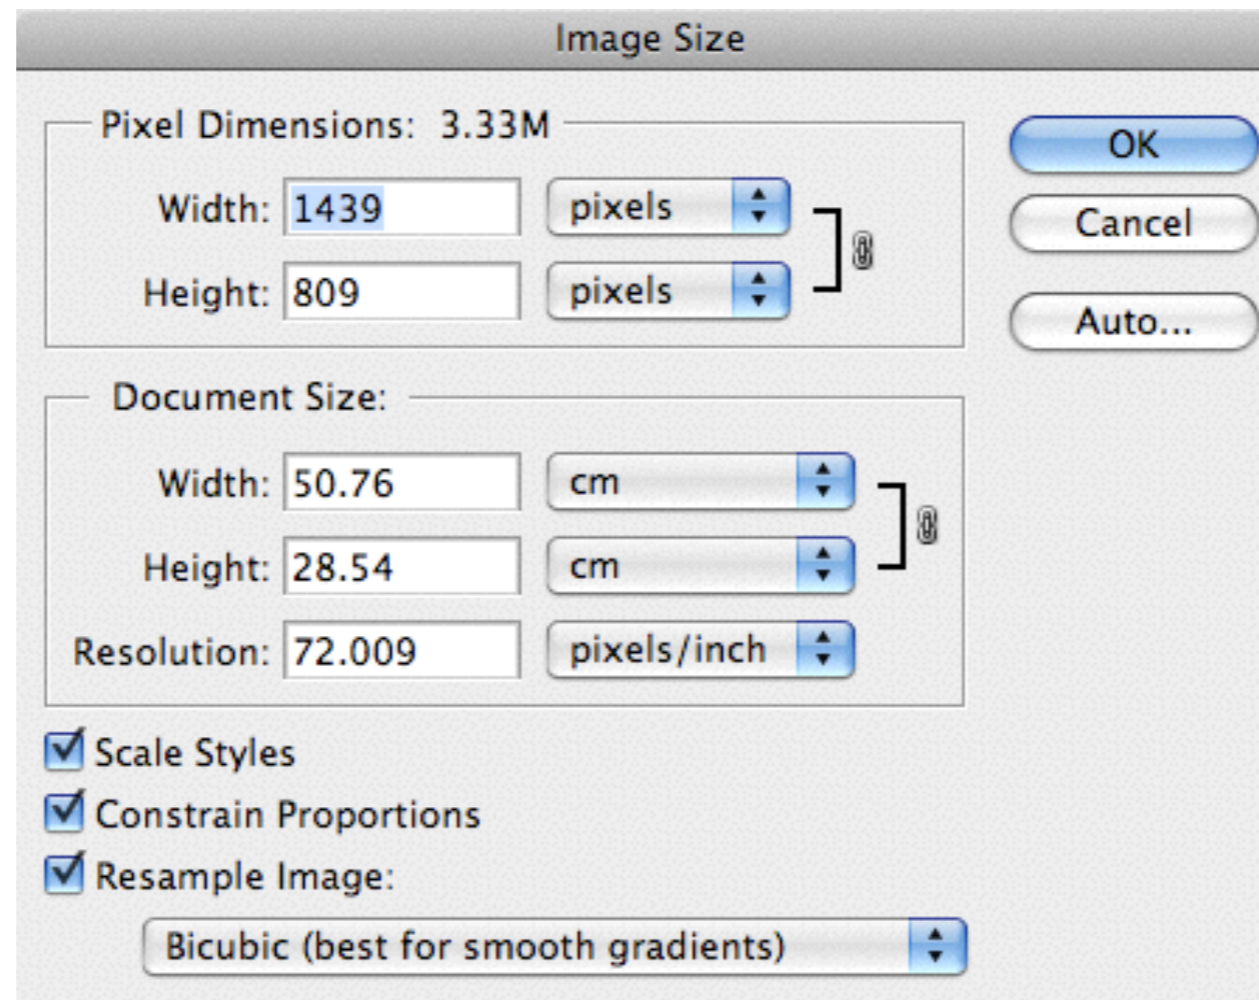 Image Size
Pixel Dimensions: 3.33M
OK
Width: 1439 pixels
Cancel
Height: 809 pixels
Auto...
Document Size:
Width: 50.76 cm
Height: 28.54 cm
Resolution: 72.009 pixels/inch
Scale Styles
Constrain Proportions
Resample Image:
Bicubic (best for smooth gradients)